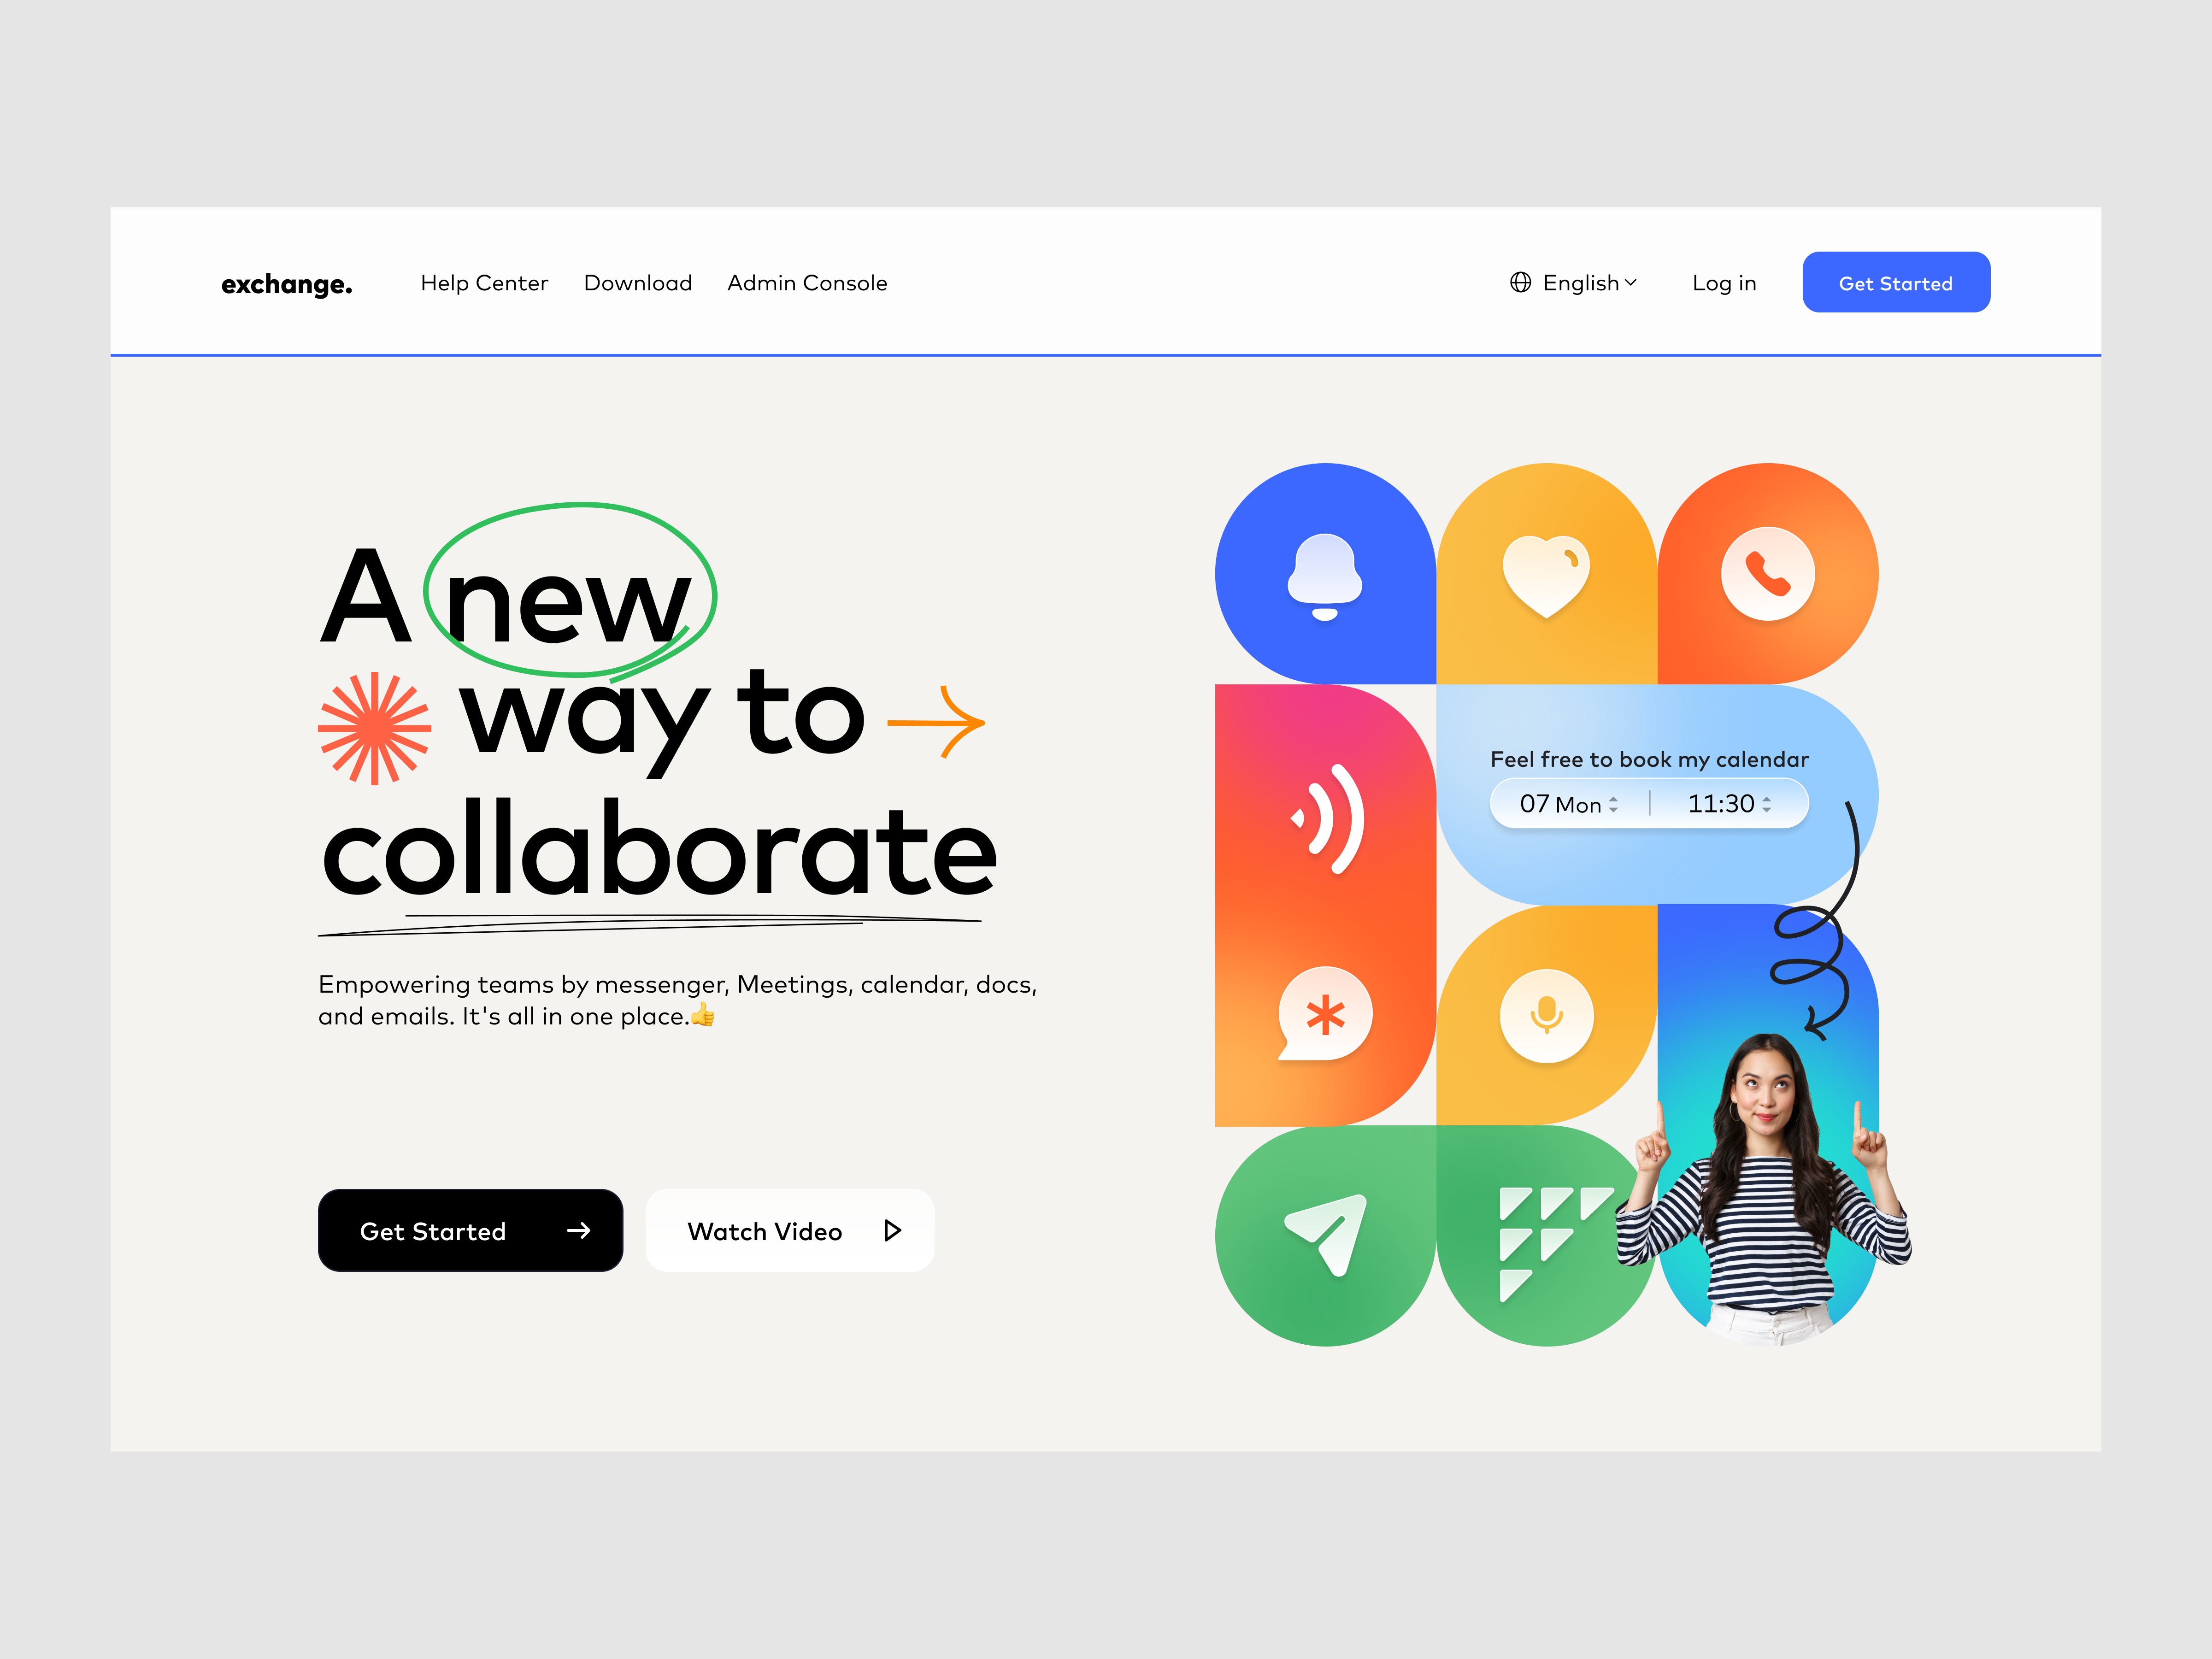 exchange.
Help Center
Download
Admin Console
English
Log in
Get Started
A new
way to
collaborate
Empowering teams by messenger, Meetings, calendar, docs,
and emails. It's all in one place.👍
Get Started
Watch Video
Feel free to book my calendar
07 Mon
11:30